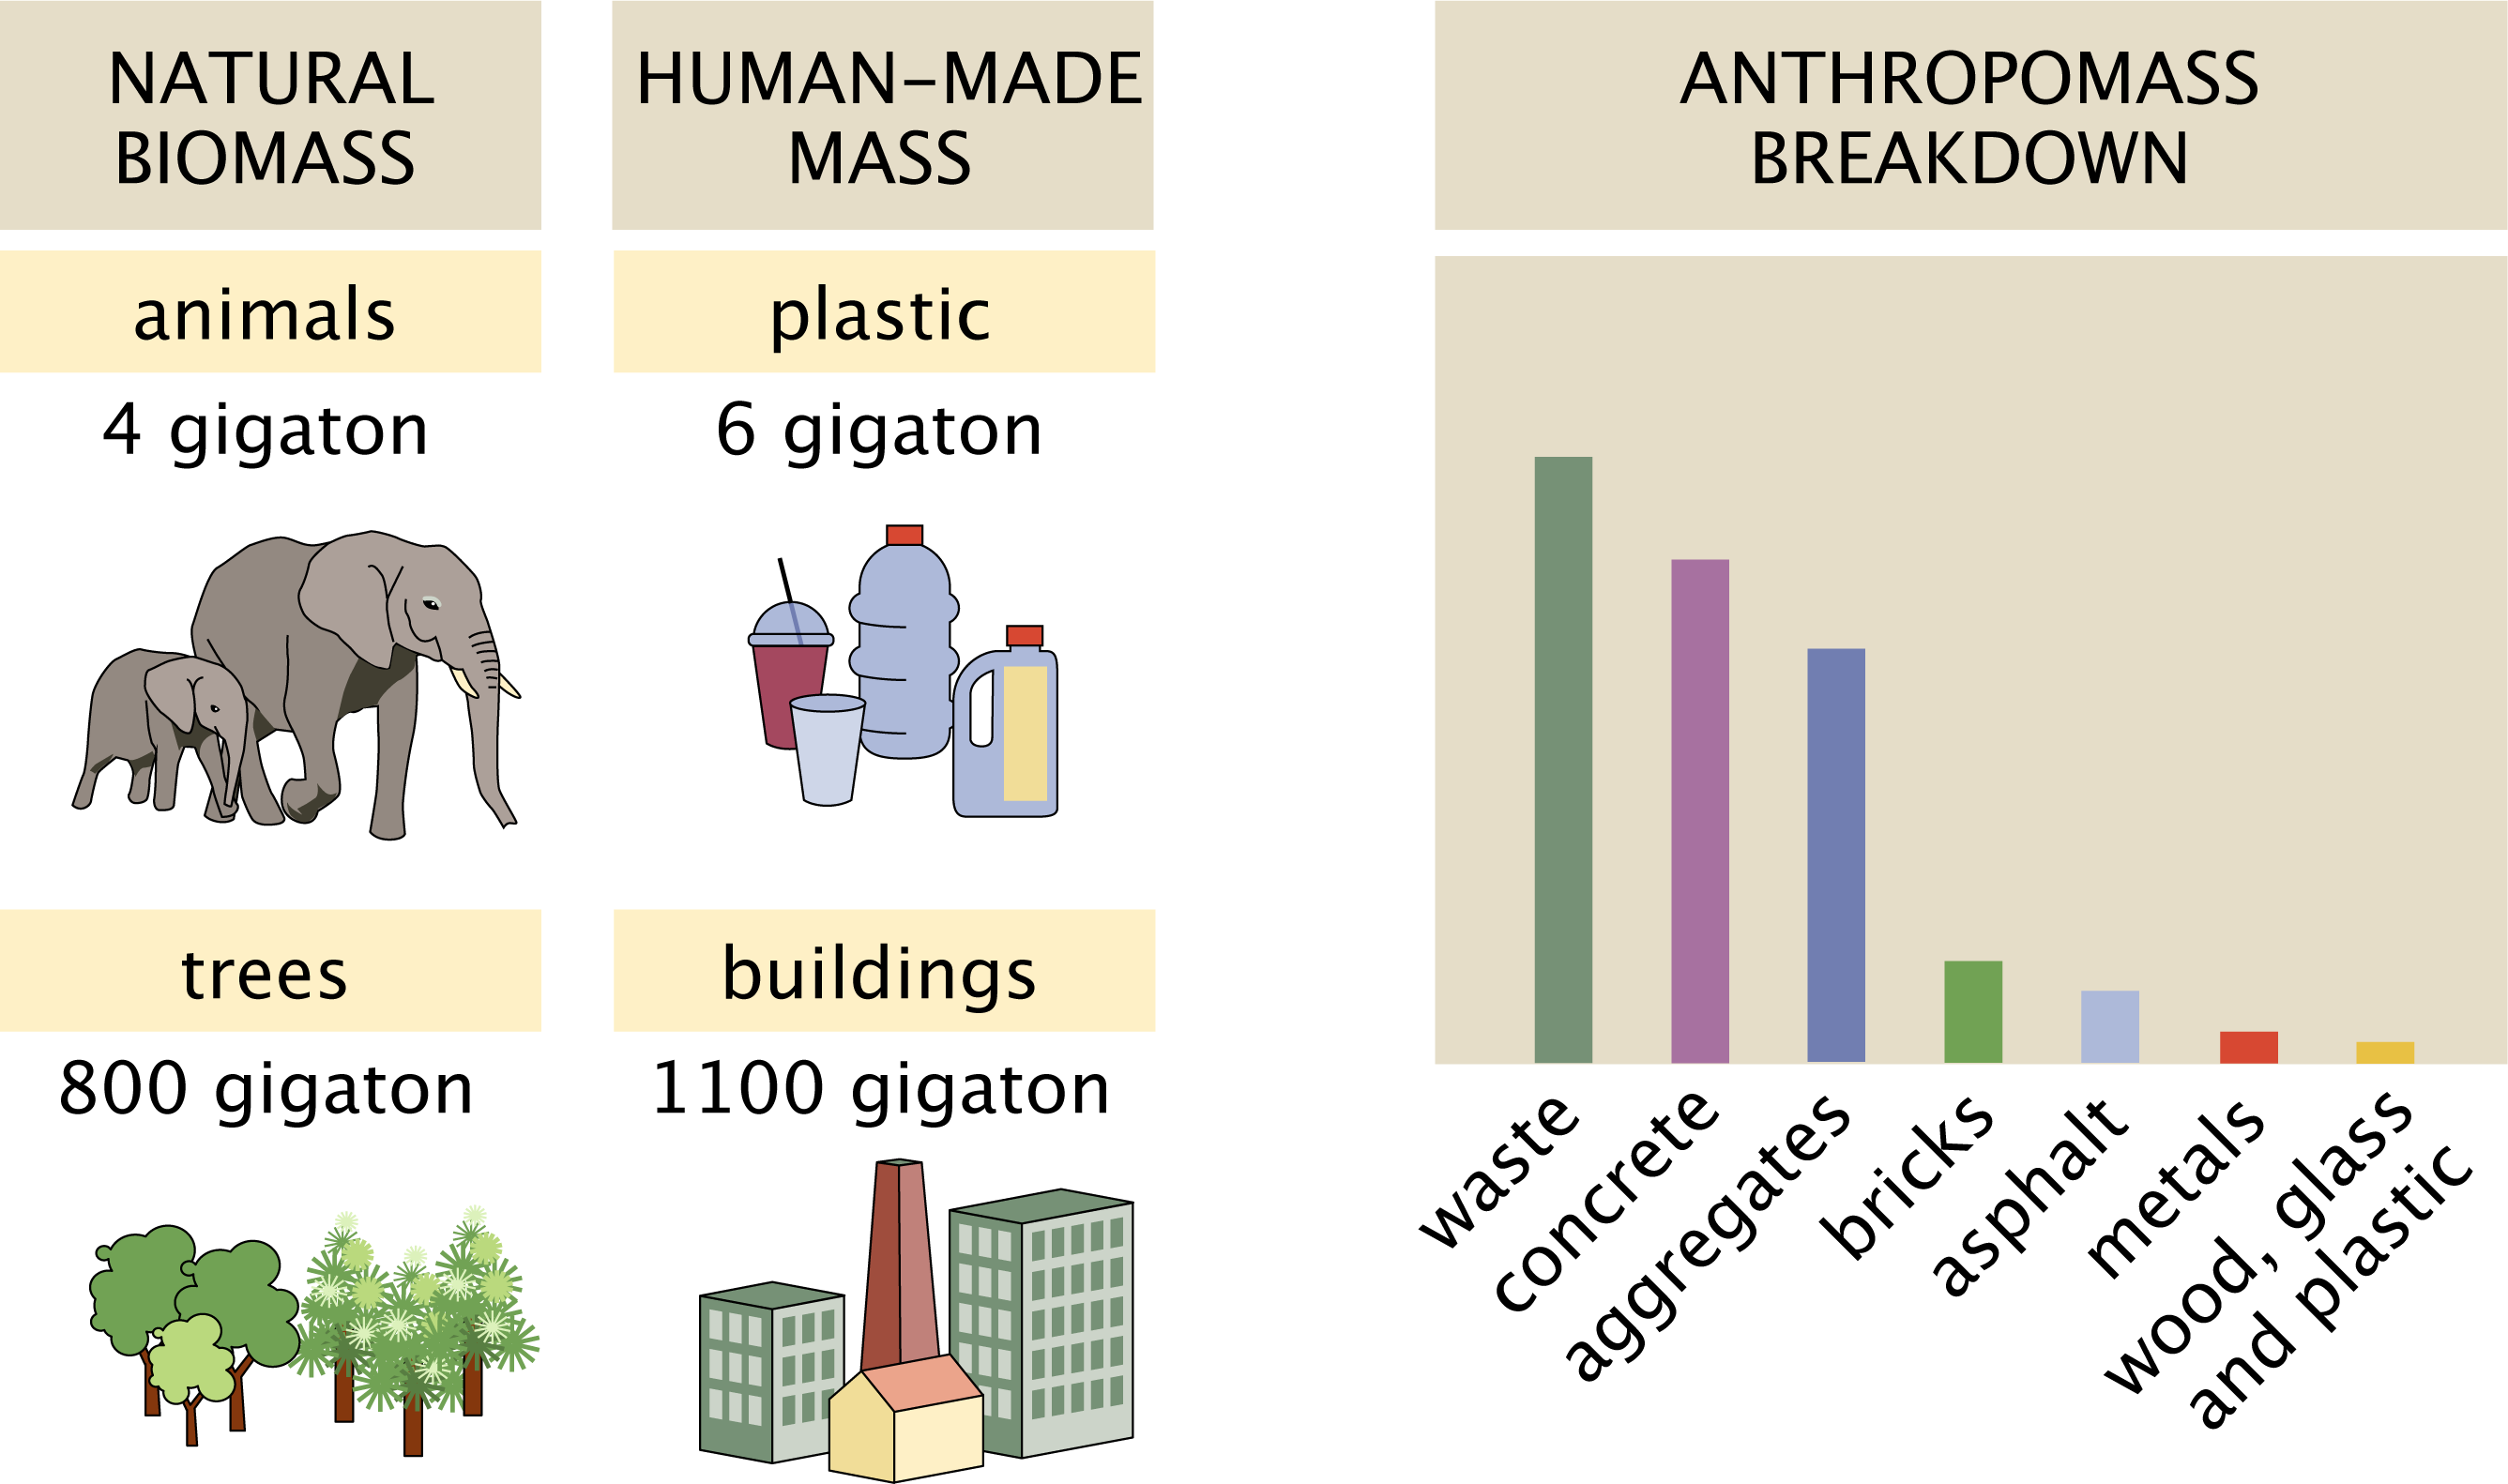 NATURAL
BIOMASS
animals
4 gigaton
trees
800 gigaton
HUMAN–MADE
MASS
plastic
6 gigaton
buildings
1100 gigaton
ANTHROPOMASS
BREAKDOWN
waste
concrete
aggregates
bricks
asphalt
metals
wood, glass
and plastic